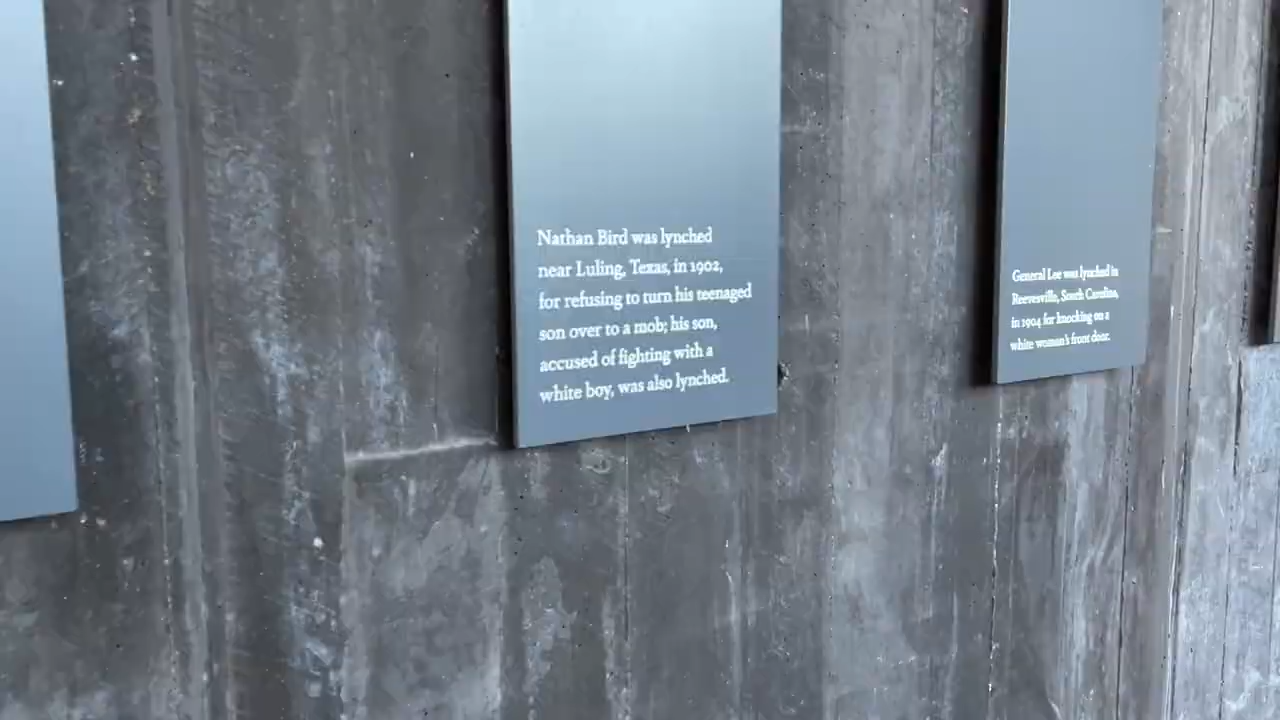 Nathan Bird was lynched
near Luling, Texas, in 1902,
for refusing to turn his teenaged
son over to a mob; his son,
accused of fighting with a
white boy, was also lynched.
General Lee was lynched in
Reevesville, South Carolina,
in 1904 for knocking on a
white woman's front door.